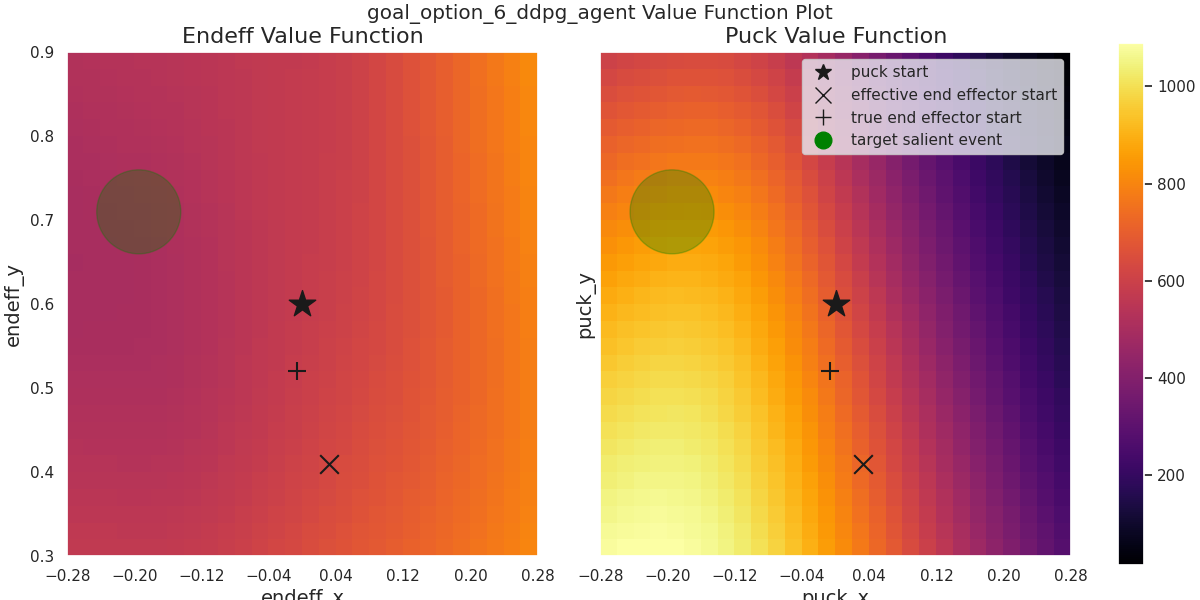 goal_option_6_ddpg_agent Value Function Plot
Endeff Value Function
Puck Value Function
0.9
0.8
0.7
0.6
0.5
0.4
0.3
endeff_y
−0.28 −0.20 −0.12 −0.04 0.04 0.12 0.20 0.28
endeff_x
puck_y
puck start
effective end effector start
true end effector start
target salient event
−0.28 −0.20 −0.12 −0.04 0.04 0.12 0.20 0.28
puck_x
1000
800
600
400
200